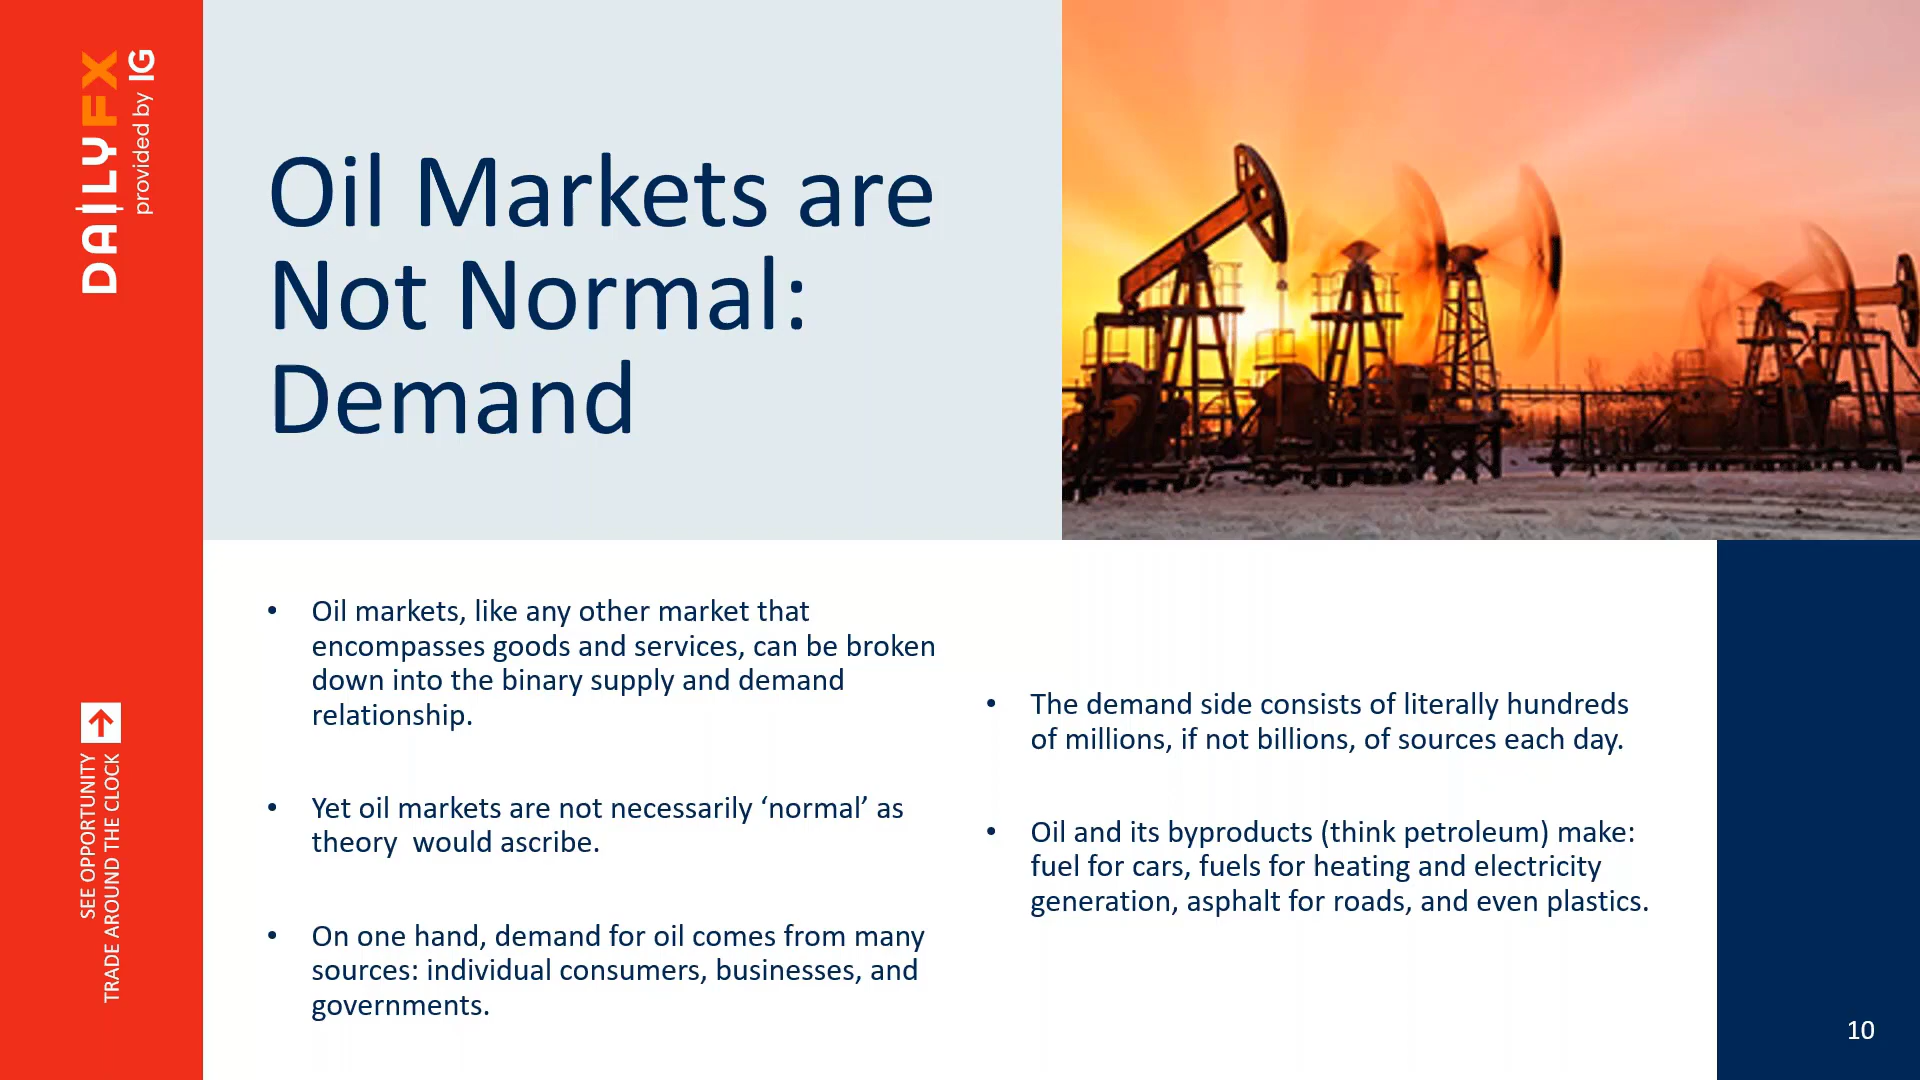 DAILYFX
provided by IG
SEE OPPORTUNITY
TRADE AROUND THE CLOCK
Oil Markets are
Not Normal:
Demand
• Oil markets, like any other market that
encompasses goods and services, can be broken
down into the binary supply and demand
relationship.
• Yet oil markets are not necessarily ‘normal’ as
theory  would ascribe.
• On one hand, demand for oil comes from many
sources: individual consumers, businesses, and
governments.
• The demand side consists of literally hundreds
of millions, if not billions, of sources each day.
• Oil and its byproducts (think petroleum) make:
fuel for cars, fuels for heating and electricity
generation, asphalt for roads, and even plastics.
10